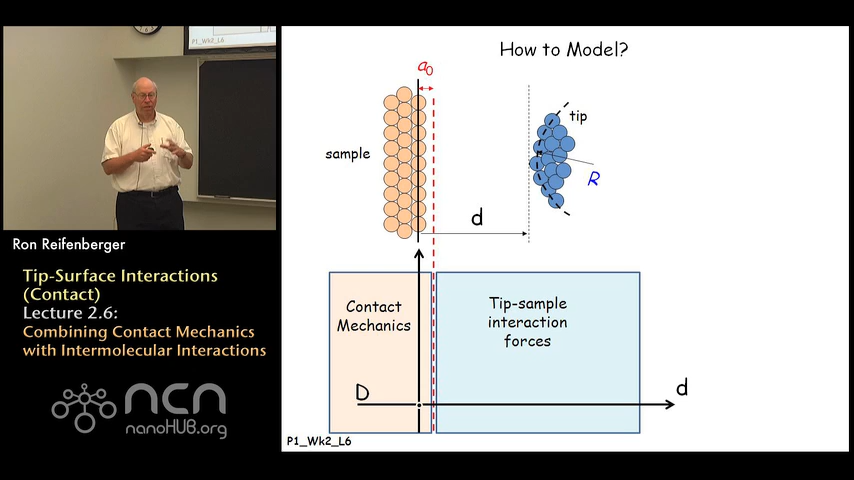 P1_Wk2_L6
Ron Reifenberger
Tip-Surface Interactions
(Contact)
Lecture 2.6:
Combining Contact Mechanics
with Intermolecular Interactions
ncn
nanoHUB.org
How to Model?
a0
tip
sample
R
d
Contact
Mechanics
Tip-sample
interaction
forces
D
d
P1_Wk2_L6